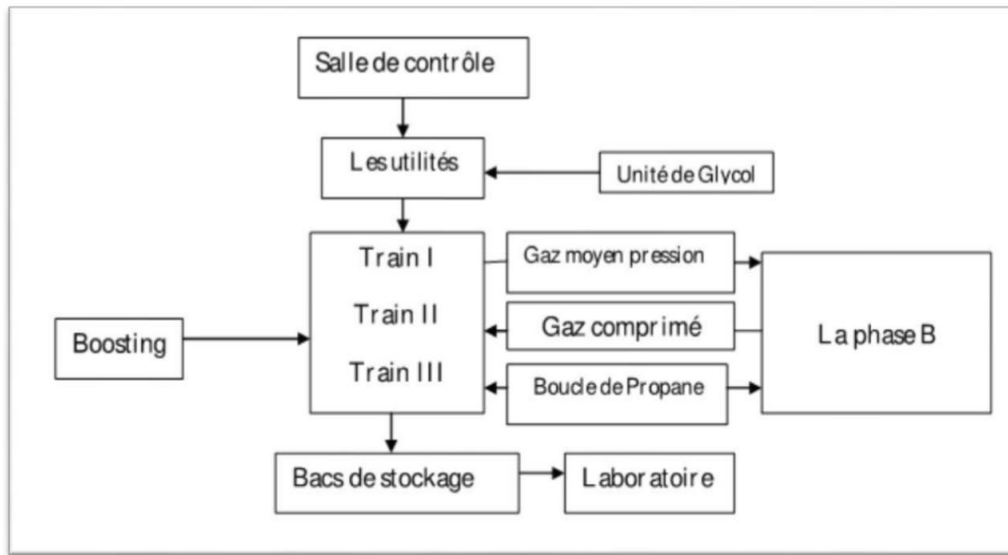 Salle de contrôle
Les utilités
Unité de Glycol
Train I
Gaz moyen pression
Train II
Gaz comprimé
La phase B
Boosting
Train III
Boucle de Propane
Bacs de stockage
Laboratoire